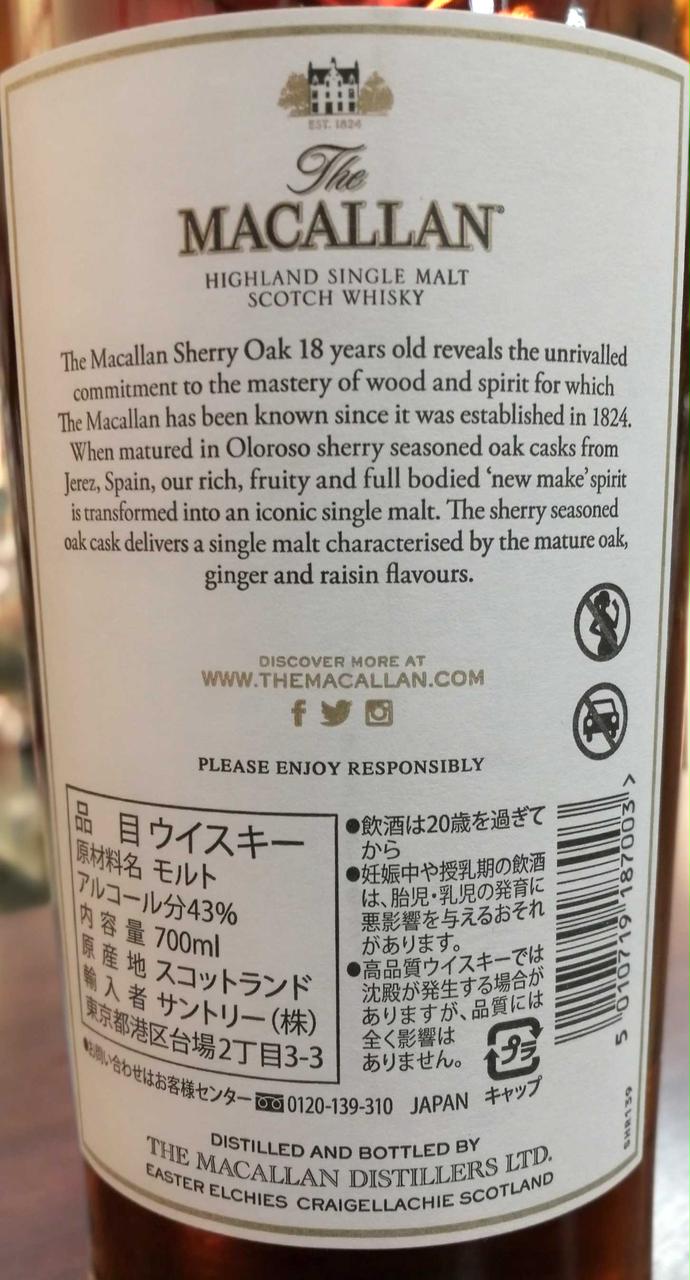 EST. 1824
The
MACALLAN®
HIGHLAND SINGLE MALT
SCOTCH WHISKY
The Macallan Sherry Oak 18 years old reveals the unrivalled
commitment to the mastery of wood and spirit for which
The Macallan has been known since it was established in 1824.
When matured in Oloroso sherry seasoned oak casks from
Jerez, Spain, our rich, fruity and full bodied ‘new make’ spirit
is transformed into an iconic single malt. The sherry seasoned
oak cask delivers a single malt characterised by the mature oak,
ginger and raisin flavours.
DISCOVER MORE AT
WWW.THEMACALLAN.COM
PLEASE ENJOY RESPONSIBLY
品目 ウイスキー
原材料名 モルト
アルコール分43%
内容量 700ml
原産地 スコットランド
輸入者 サントリー(株)
東京都港区台場2丁目3-3
●飲酒は20歳を過ぎて
から
●妊娠中や授乳期の飲酒
は、胎児・乳児の発育に
悪影響を与えるおそれ
があります。
●高品質ウイスキーでは
沈殿が発生する場合が
ありますが、品質には
全く影響は
ありません。
プラ
キャップ
5 010719 187003 >
SHR139
●お問い合わせはお客様センター 0120-139-310 JAPAN
DISTILLED AND BOTTLED BY
THE MACALLAN DISTILLERS LTD.
EASTER ELCHIES CRAIGELLACHIE SCOTLAND